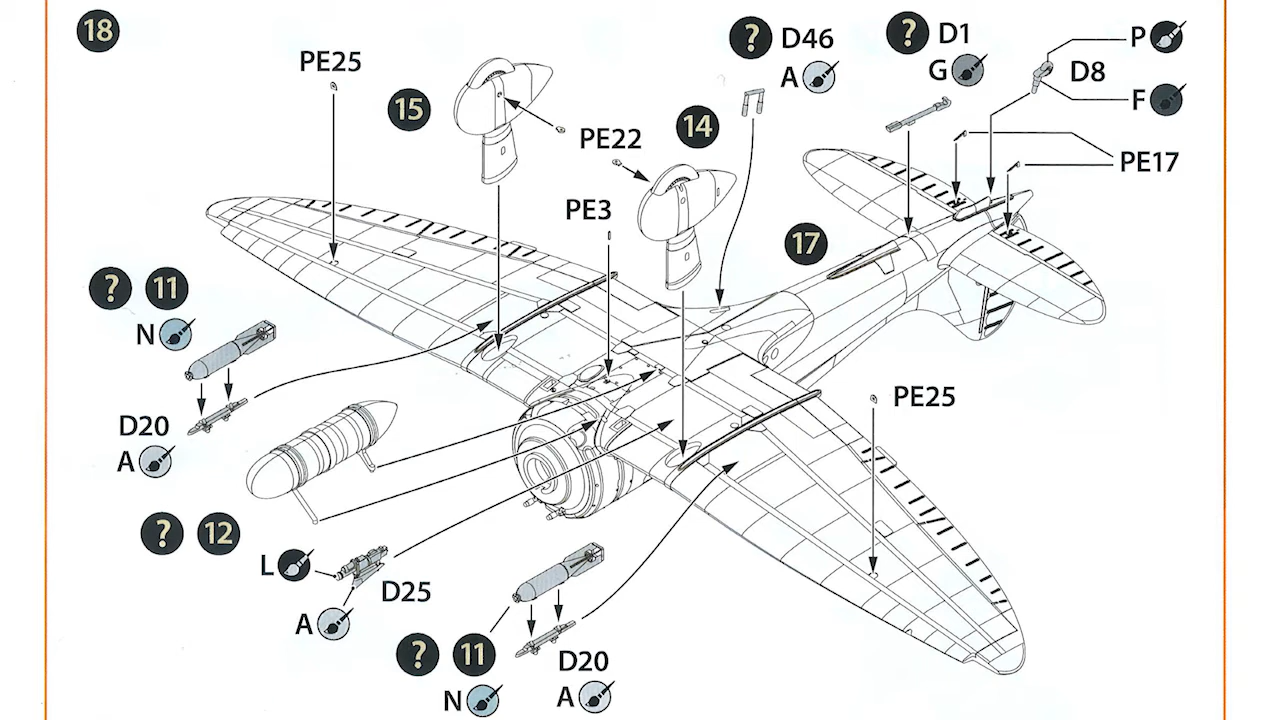 18
PE25
15
PE22
14
? D46
A
? D1
G
P
D8
F
PE17
PE3
17
? 11
N
D20
A
PE25
? 12
L
D25
A
? 11
N
D20
A